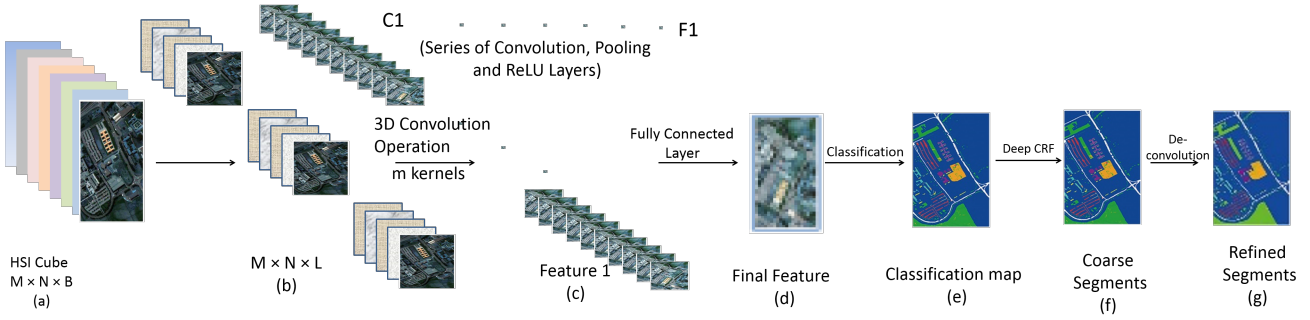 C1
F1
(Series of Convolution, Pooling
and ReLU Layers)
3D Convolution
Operation
m kernels
Fully Connected
Layer
Classification
Deep CRF
De-
convolution
HSI Cube
M × N × B
(a)
M × N × L
(b)
Feature 1
(c)
Final Feature
(d)
Classification map
(e)
Coarse
Segments
(f)
Refined
Segments
(g)